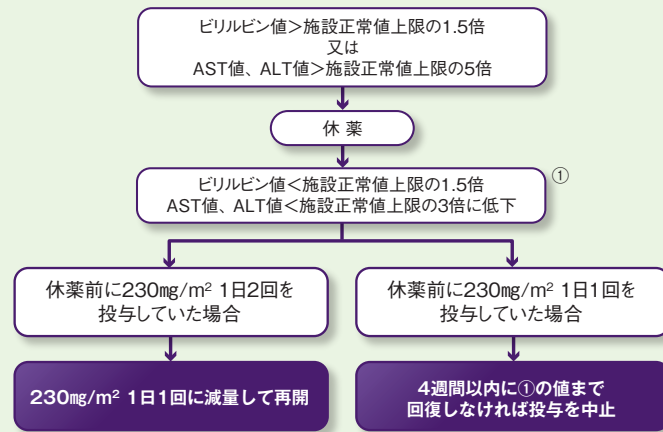 ビリルビン値＞施設正常値上限の1.5倍
又は
AST値、ALT値＞施設正常値上限の5倍
休 薬
ビリルビン値＜施設正常値上限の1.5倍
AST値、ALT値＜施設正常値上限の3倍に低下
①
休薬前に230㎎/m² 1日2回を
投与していた場合
休薬前に230㎎/m² 1日1回を
投与していた場合
230㎎/m² 1日1回に減量して再開
4週間以内に①の値まで
回復しなければ投与を中止